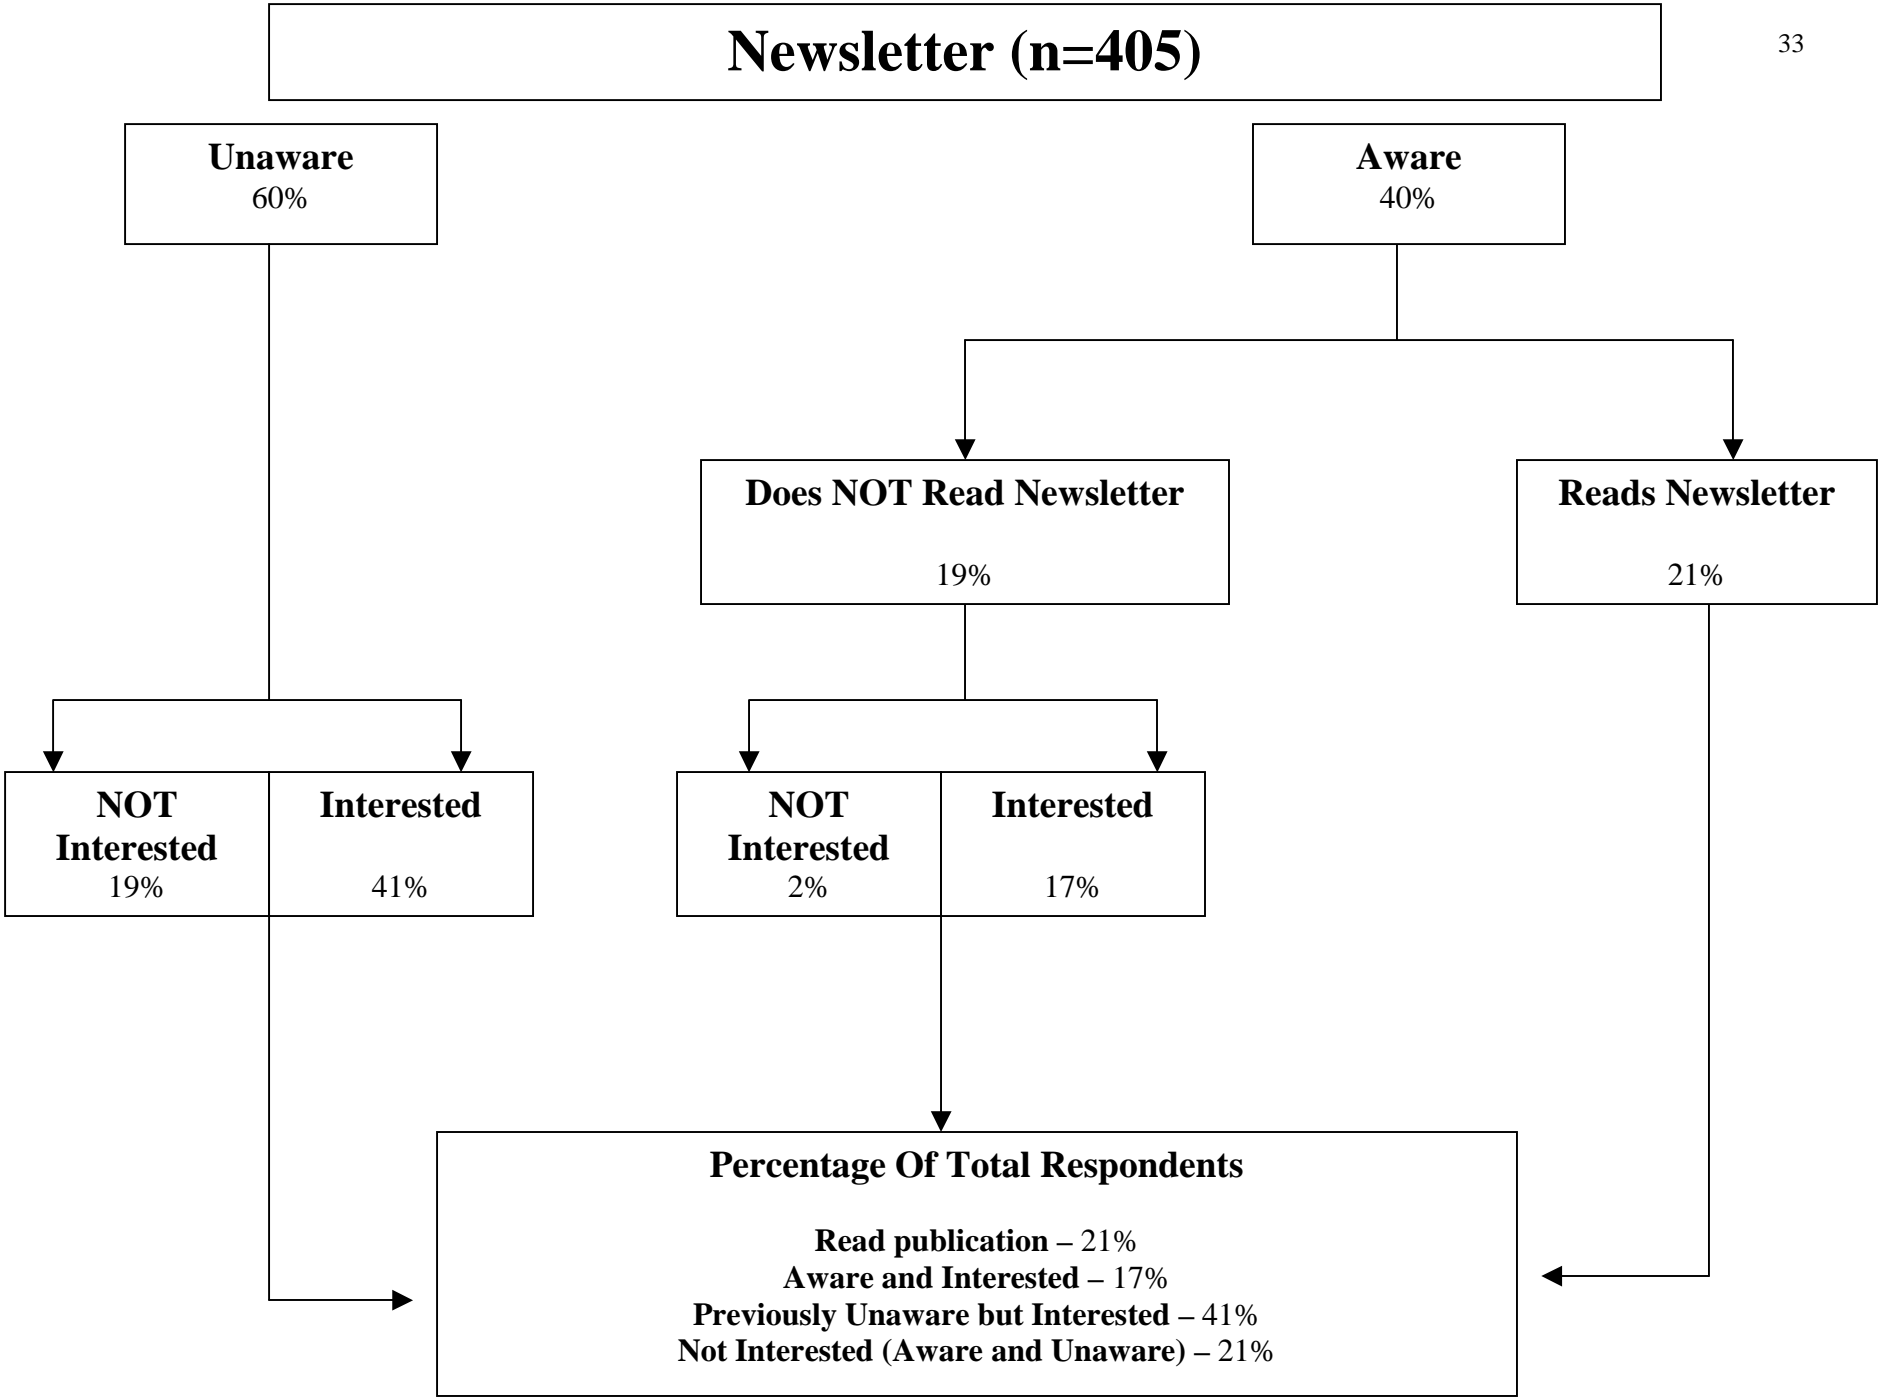 Newsletter (n=405)
33
Unaware
60%
Aware
40%
Does NOT Read Newsletter
19%
Reads Newsletter
21%
NOT
Interested
19%
Interested
41%
NOT
Interested
2%
Interested
17%
Percentage Of Total Respondents
Read publication – 21%
Aware and Interested – 17%
Previously Unaware but Interested – 41%
Not Interested (Aware and Unaware) – 21%